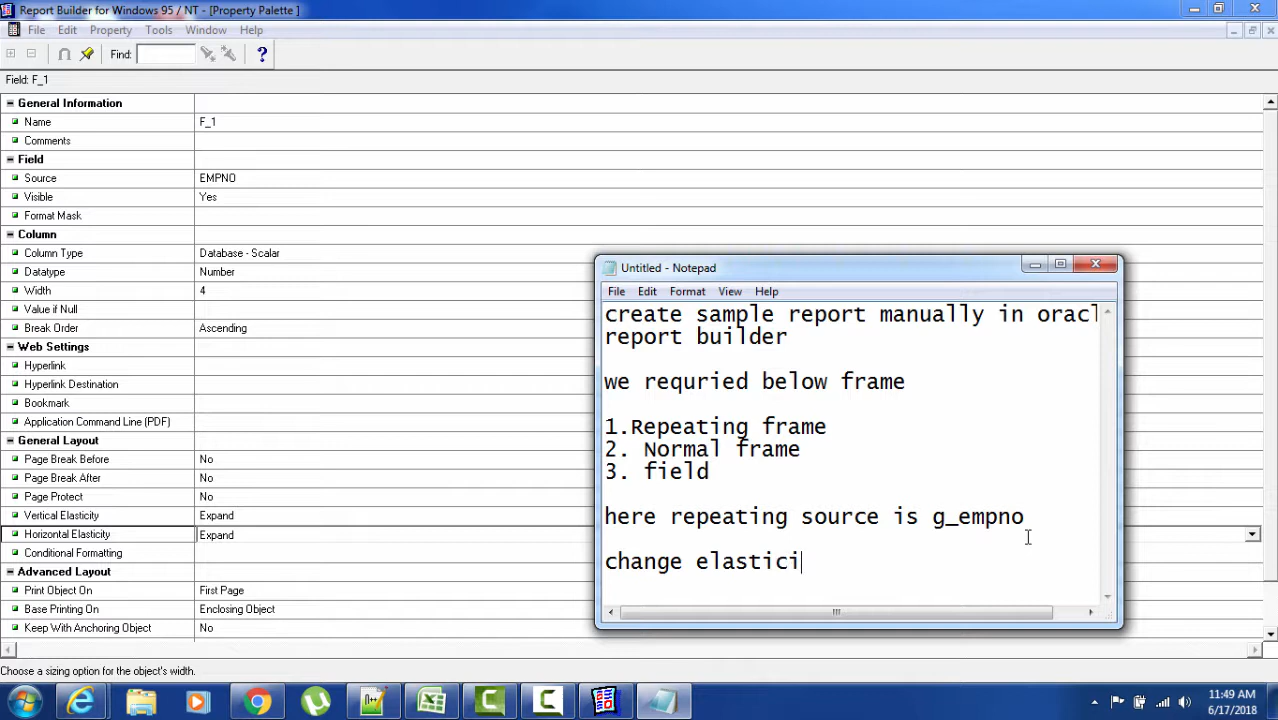 Report Builder for Windows 95 / NT - [Property Palette ]
File Edit Property Tools Window Help
Find:
Field: F_1
General Information
Name F_1
Comments
Field
Source EMPNO
Visible Yes
Format Mask
Column
Column Type Database - Scalar
Datatype Number
Width 4
Value if Null
Break Order Ascending
Web Settings
Hyperlink
Hyperlink Destination
Bookmark
Application Command Line (PDF)
General Layout
Page Break Before No
Page Break After No
Page Protect No
Vertical Elasticity Expand
Horizontal Elasticity Expand
Conditional Formatting
Advanced Layout
Print Object On First Page
Base Printing On Enclosing Object
Keep With Anchoring Object No
Choose a sizing option for the object's width.
Untitled - Notepad
File Edit Format View Help
create sample report manually in oracl
report builder
we requried below frame
1.Repeating frame
2. Normal frame
3. field
here repeating source is g_empno
change elastici
11:49 AM
6/17/2018